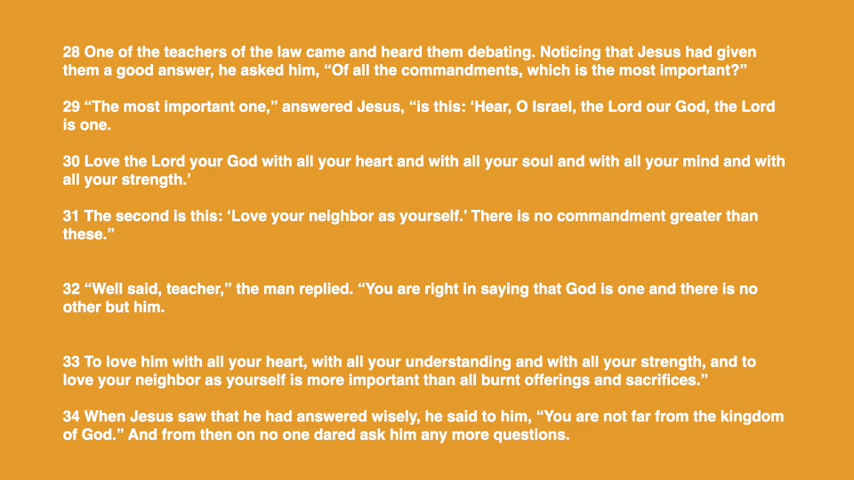 28 One of the teachers of the law came and heard them debating. Noticing that Jesus had given
them a good answer, he asked him, “Of all the commandments, which is the most important?”
29 “The most important one,” answered Jesus, “is this: ‘Hear, O Israel, the Lord our God, the Lord
is one.
30 Love the Lord your God with all your heart and with all your soul and with all your mind and with
all your strength.’
31 The second is this: ‘Love your neighbor as yourself.’ There is no commandment greater than
these.”
32 “Well said, teacher,” the man replied. “You are right in saying that God is one and there is no
other but him.
33 To love him with all your heart, with all your understanding and with all your strength, and to
love your neighbor as yourself is more important than all burnt offerings and sacrifices.”
34 When Jesus saw that he had answered wisely, he said to him, “You are not far from the kingdom
of God.” And from then on no one dared ask him any more questions.